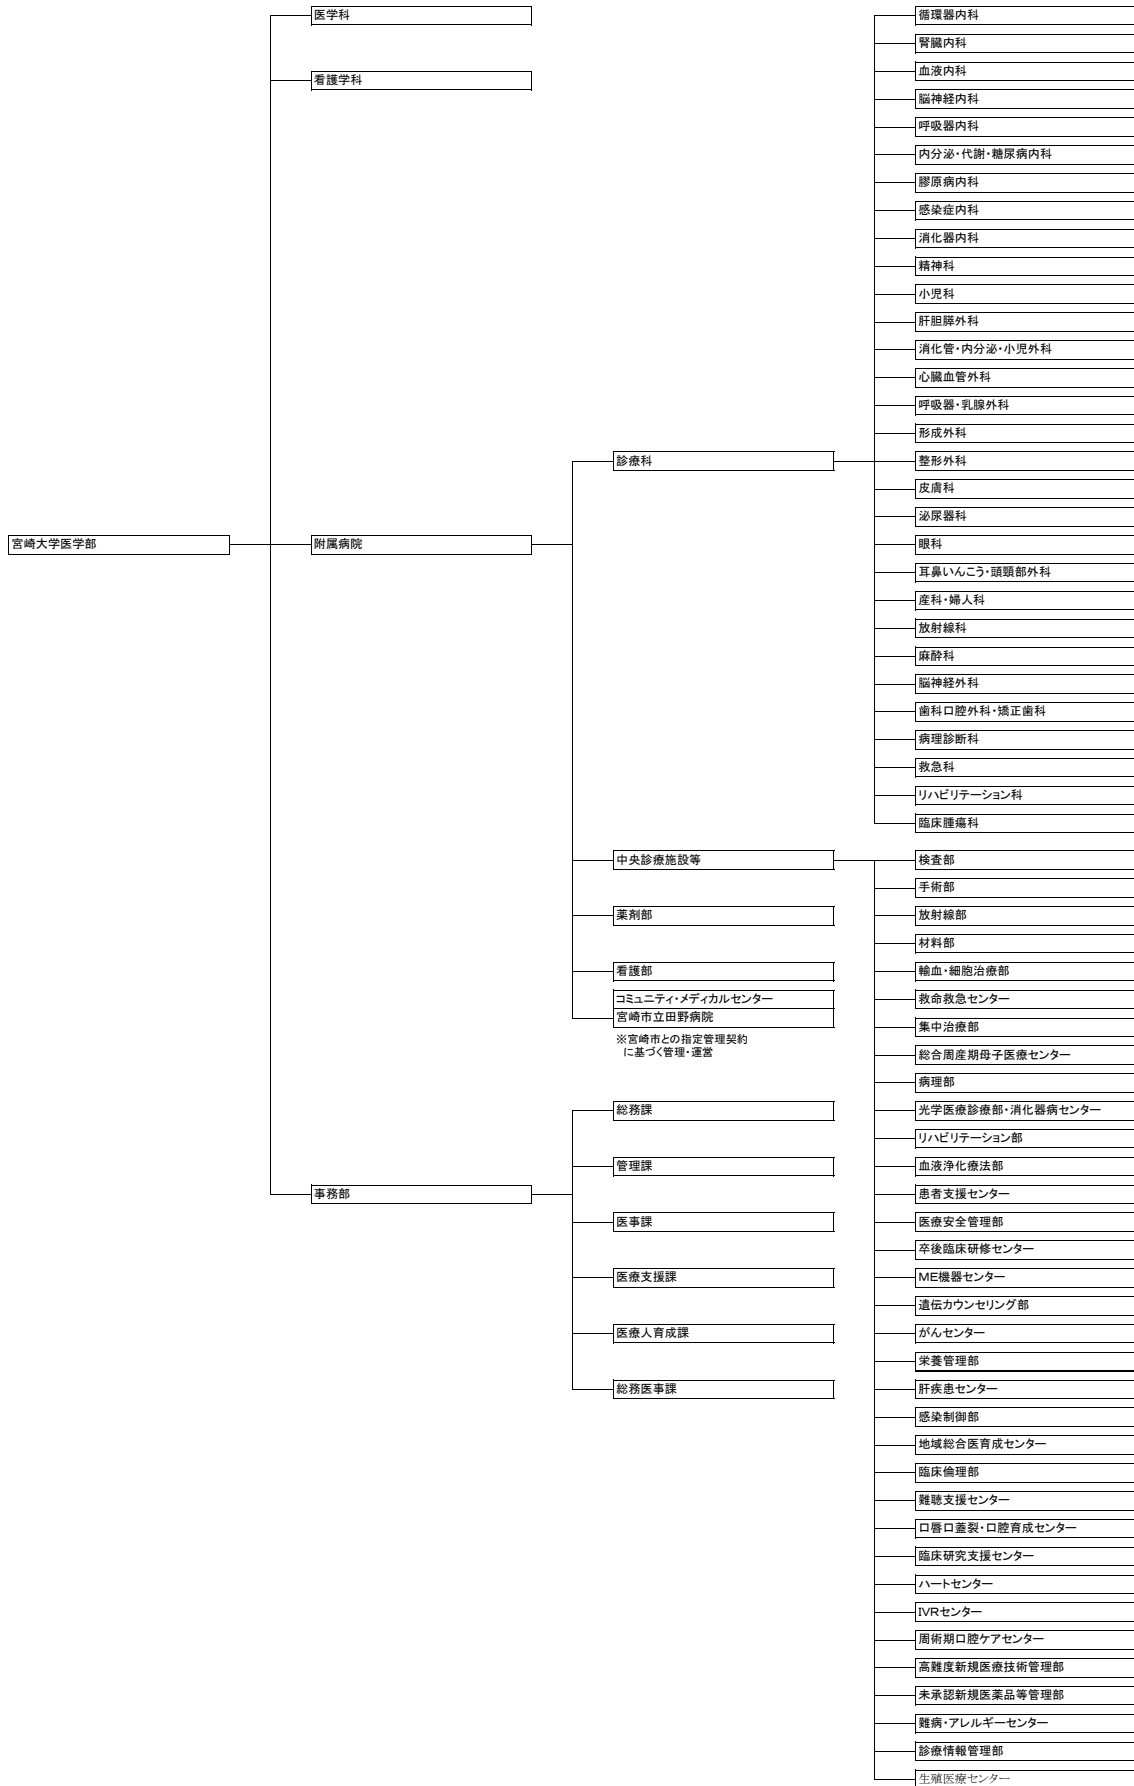 宮崎大学医学部
医学科
看護学科
附属病院
診療科
循環器内科
腎臓内科
血液内科
脳神経内科
呼吸器内科
内分泌・代謝・糖尿病内科
膠原病内科
感染症内科
消化器内科
精神科
小児科
肝胆膵外科
消化管・内分泌・小児外科
心臓血管外科
呼吸器・乳腺外科
形成外科
整形外科
皮膚科
泌尿器科
眼科
耳鼻いんこう・頭頸部外科
産科・婦人科
放射線科
麻酔科
脳神経外科
歯科口腔外科・矯正歯科
病理診断科
救急科
リハビリテーション科
臨床腫瘍科
中央診療施設等
検査部
手術部
放射線部
材料部
輸血・細胞治療部
救命救急センター
集中治療部
総合周産期母子医療センター
病理部
光学医療診療部・消化器病センター
リハビリテーション部
血液浄化療法部
患者支援センター
医療安全管理部
卒後臨床研修センター
ME機器センター
遺伝カウンセリング部
がんセンター
栄養管理部
肝疾患センター
感染制御部
地域総合医育成センター
臨床倫理部
難聴支援センター
口唇口蓋裂・口腔育成センター
臨床研究支援センター
ハートセンター
IVRセンター
周術期口腔ケアセンター
高難度新規医療技術管理部
未承認新規医薬品等管理部
難病・アレルギーセンター
診療情報管理部
生殖医療センター
薬剤部
看護部
コミュニティ・メディカルセンター
宮崎市立田野病院
※宮崎市との指定管理契約
に基づく管理・運営
事務部
総務課
管理課
医事課
医療支援課
医療人育成課
総務医事課